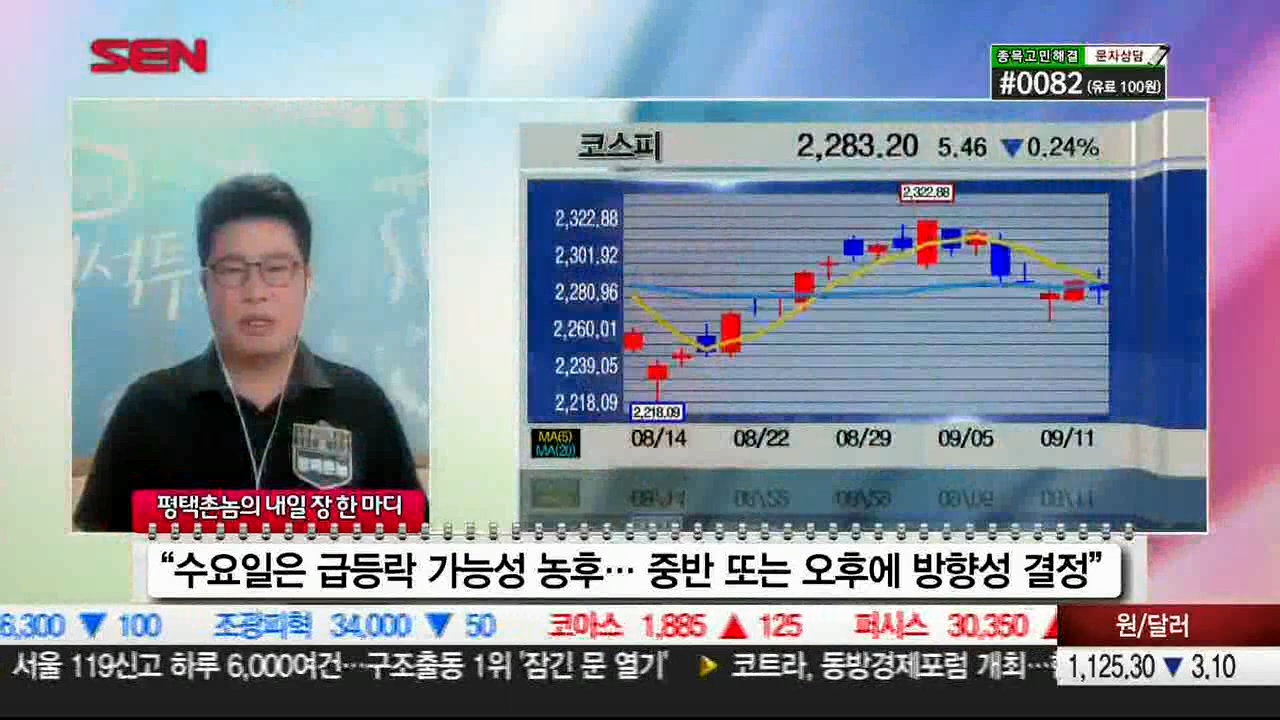 SEN
종목고민해결 문자상담
#0082 (유료 100원)
코스피 2,283.20 5.46 ▼0.24%
2,322.88
2,322.88
2,301.92
2,280.96
2,260.01
2,239.05
2,218.09
2,218.09
MA(5)
MA(20)
08/14 08/22 08/29 09/05 09/11
서투
평택촌놈의 내일 장 한 마디
“수요일은 급등락 가능성 농후… 중반 또는 오후에 방향성 결정”
6,300 ▼ 100 조광피혁 34,000 ▼ 50 코아스 1,885 ▲ 125 퍼시스 30,350 ▲
원/달러
서울 119신고 하루 6,000여건…구조출동 1위 '잠긴 문 열기' ▶ 코트라, 동방경제포럼 개최…
1,125.30 ▼ 3.10